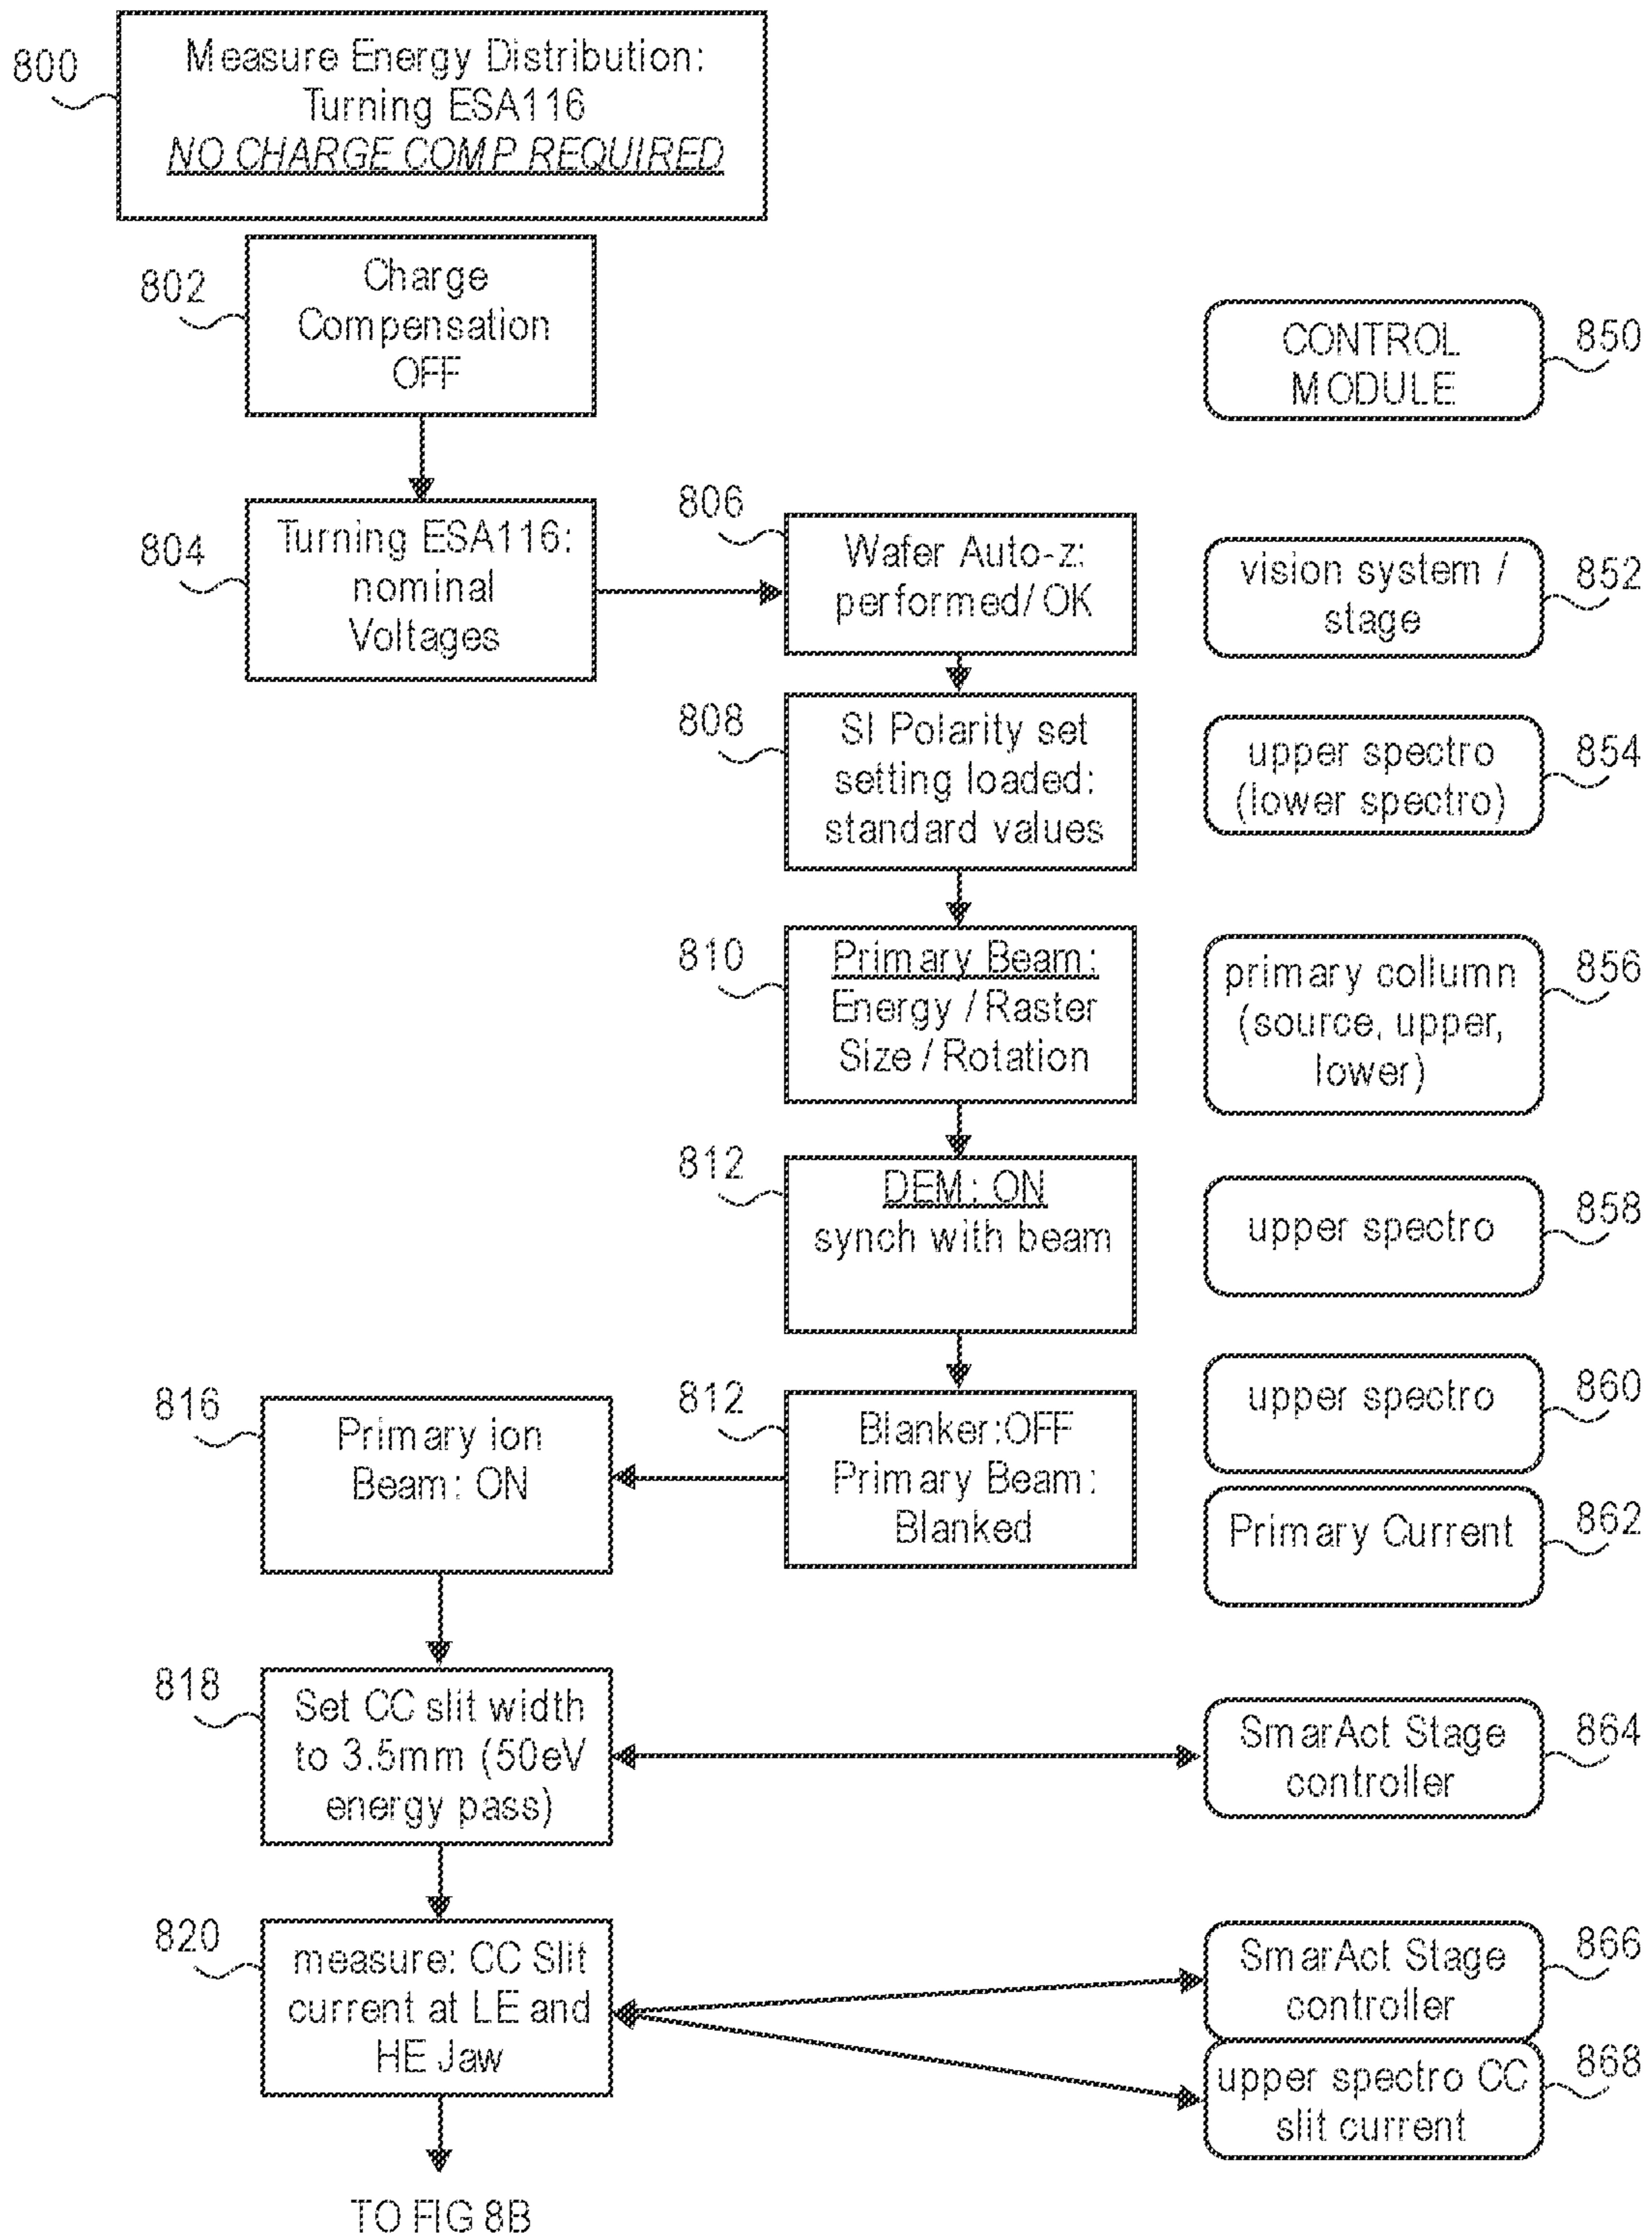 800
Measure Energy Distribution:
Turning ESA116
NO CHARGE COMP REQUIRED
802
Charge
Compensation
OFF
CONTROL
MODULE
850
804
Turning ESA116:
nominal
Voltages
806
Wafer Auto-z:
performed/ OK
vision system /
stage
852
808
SI Polarity set
setting loaded:
standard values
upper spectro
(lower spectro)
854
810
Primary Beam:
Energy / Raster
Size / Rotation
primary collumn
(source, upper,
lower)
856
812
DEM: ON
synch with beam
upper spectro
858
816
Primary ion
Beam: ON
812
Blanker:OFF
Primary Beam:
Blanked
upper spectro
860
Primary Current
862
818
Set CC slit width
to 3.5mm (50eV
energy pass)
SmarAct Stage
controller
864
820
measure: CC Slit
current at LE and
HE Jaw
SmarAct Stage
controller
866
upper spectro CC
slit current
868
TO FIG 8B